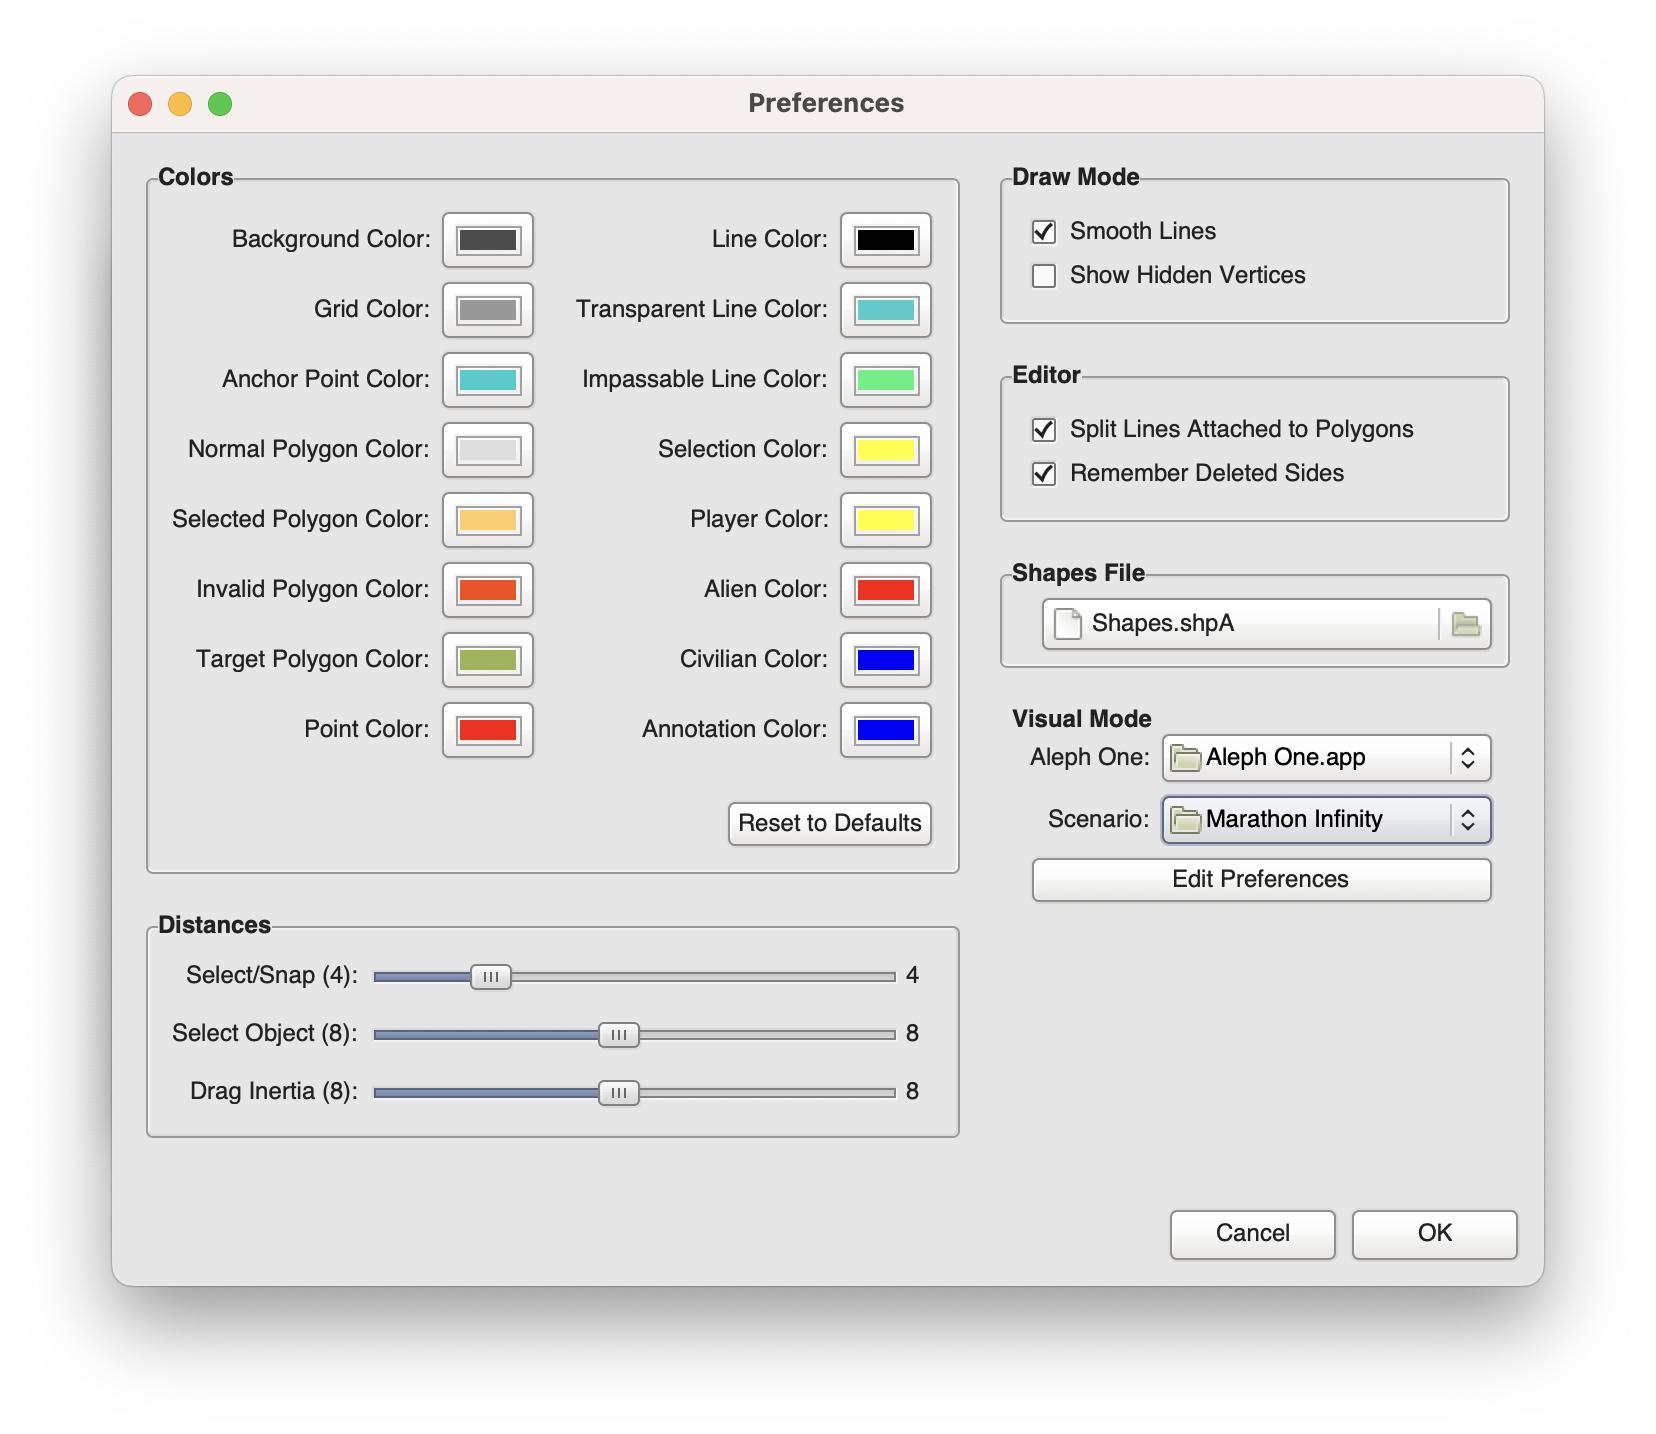 Preferences
Colors
Background Color:
Line Color:
Grid Color:
Transparent Line Color:
Anchor Point Color:
Impassable Line Color:
Normal Polygon Color:
Selection Color:
Selected Polygon Color:
Player Color:
Invalid Polygon Color:
Alien Color:
Target Polygon Color:
Civilian Color:
Point Color:
Annotation Color:
Reset to Defaults
Distances
Select/Snap (4): 4
Select Object (8): 8
Drag Inertia (8): 8
Draw Mode
Smooth Lines
Show Hidden Vertices
Editor
Split Lines Attached to Polygons
Remember Deleted Sides
Shapes File
Shapes.shpA
Visual Mode
Aleph One: Aleph One.app
Scenario: Marathon Infinity
Edit Preferences
Cancel
OK